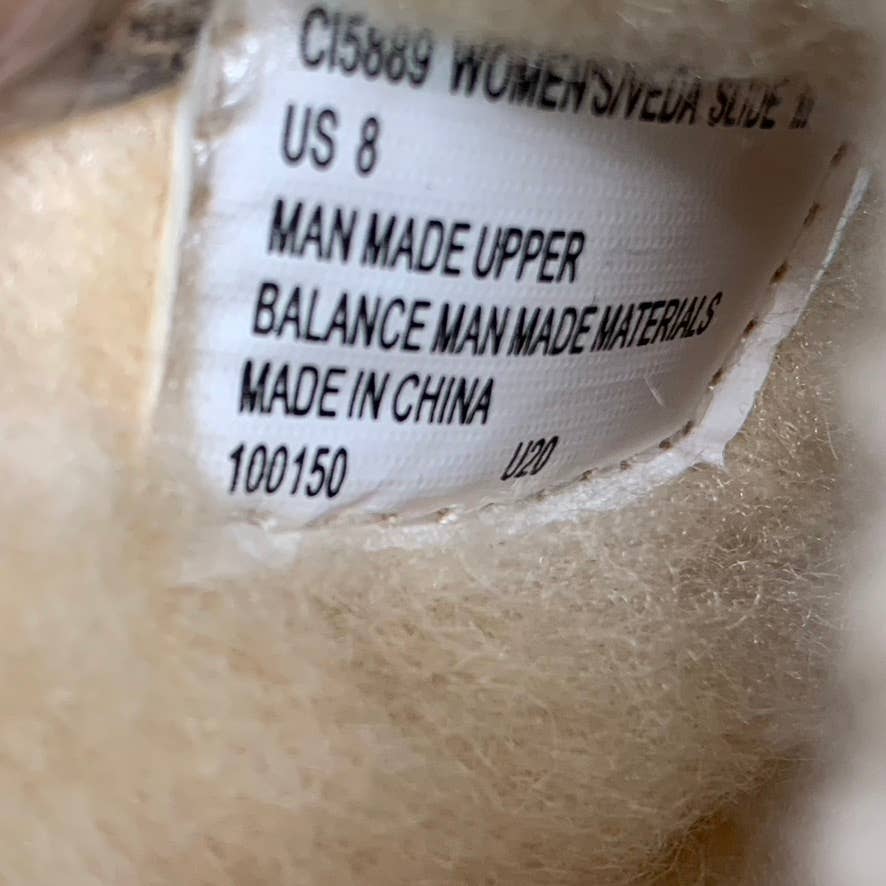 CI5889 WOMEN'S/VEDA SLIDE M
US 8
MAN MADE UPPER
BALANCE MAN MADE MATERIALS
MADE IN CHINA
100150 U20